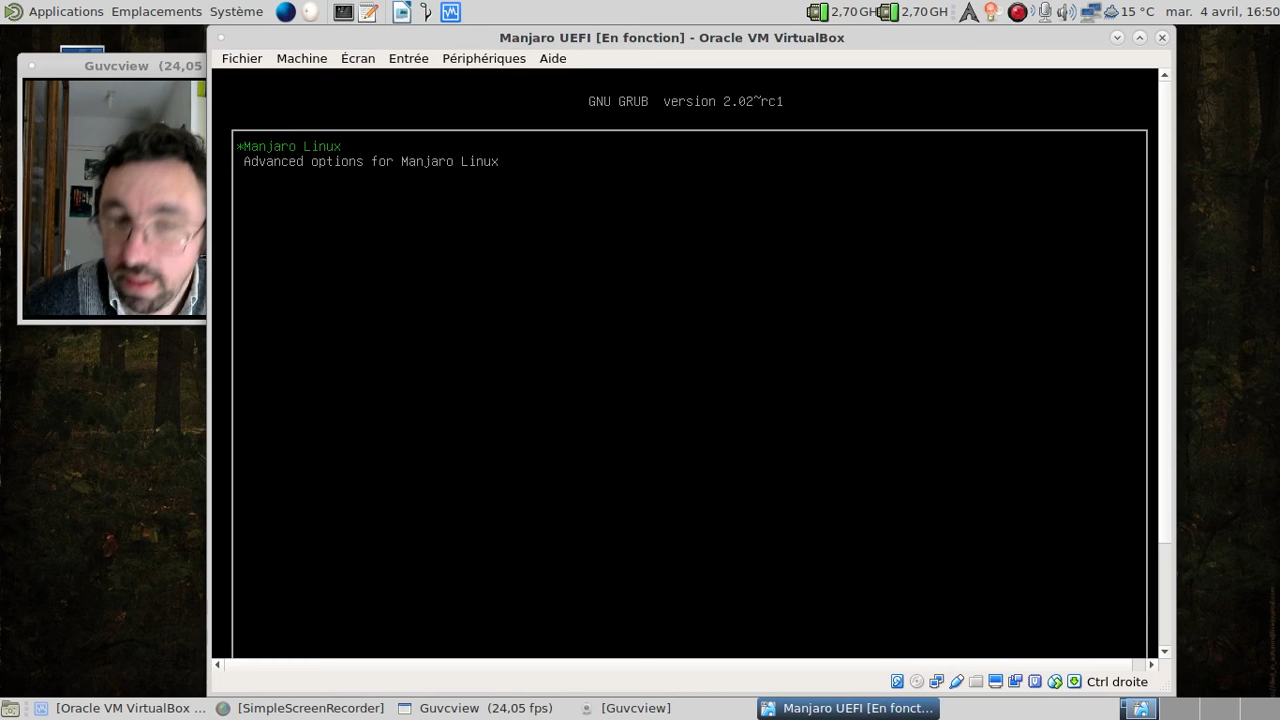 Applications Emplacements Système 2,70 GH 2,70 GH 15 °C mar. 4 avril, 16:50
Manjaro UEFI [En fonction] - Oracle VM VirtualBox
Guvcview (24,05
Fichier Machine Écran Entrée Périphériques Aide
GNU GRUB version 2.02~rc1
*Manjaro Linux
Advanced options for Manjaro Linux
Ctrl droite
[Oracle VM VirtualBox ... [SimpleScreenRecorder] Guvcview (24,05 fps) [Guvcview] Manjaro UEFI [En fonct...